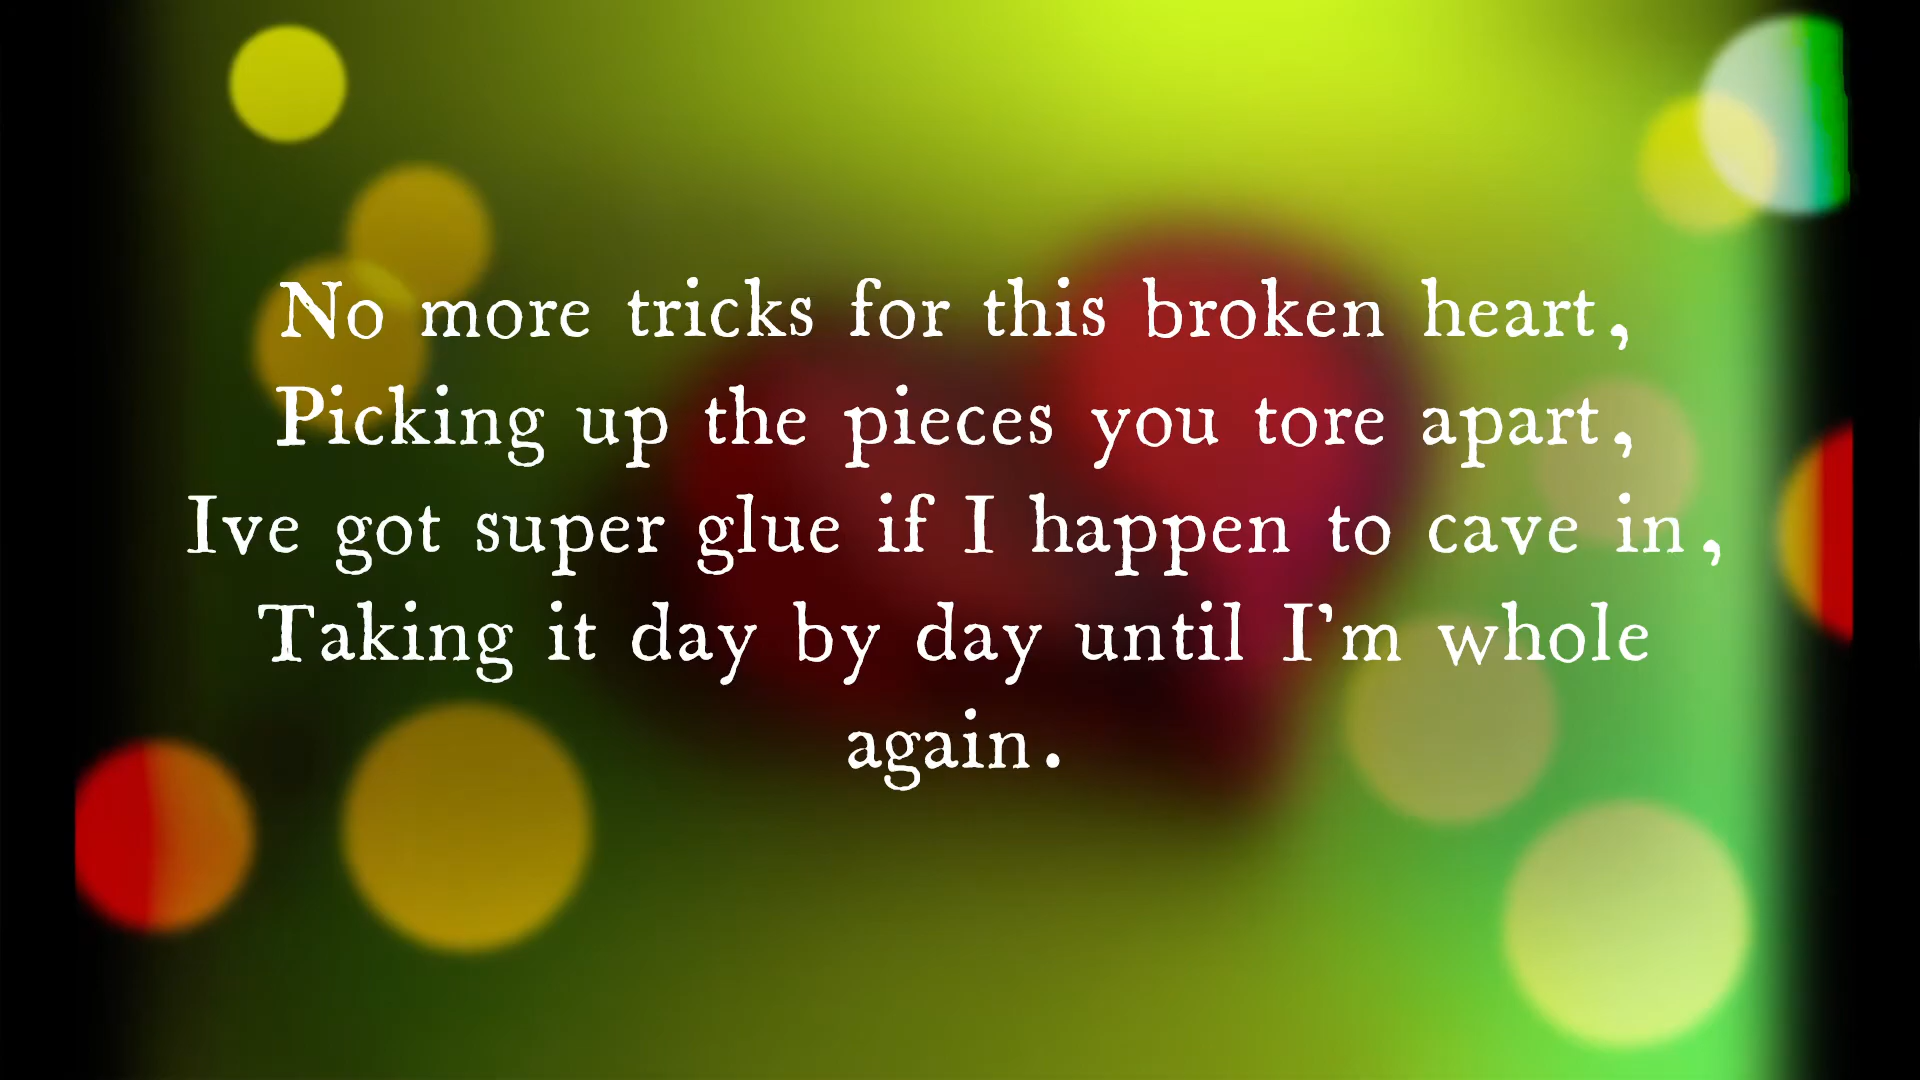 No more tricks for this broken heart,
Picking up the pieces you tore apart,
Ive got super glue if I happen to cave in,
Taking it day by day until I'm whole
again.